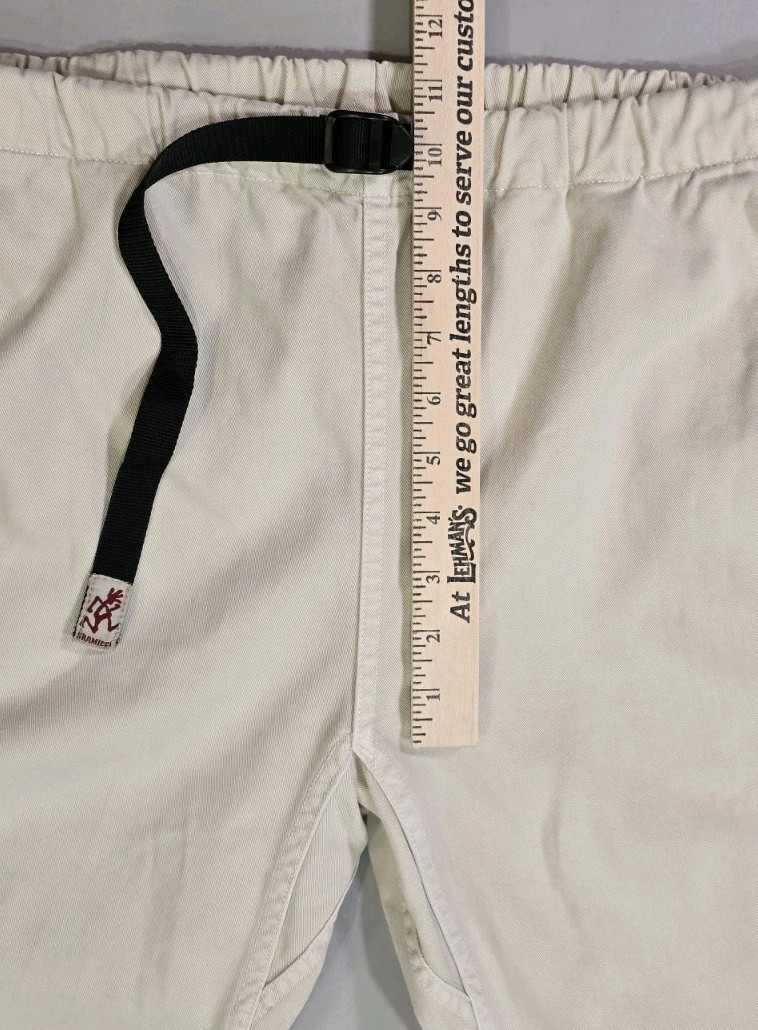 At LEHMAN'S we go great lengths to serve our custo
1 2 3 4 5 6 7 8 9 10 11 12
GRAMICCI